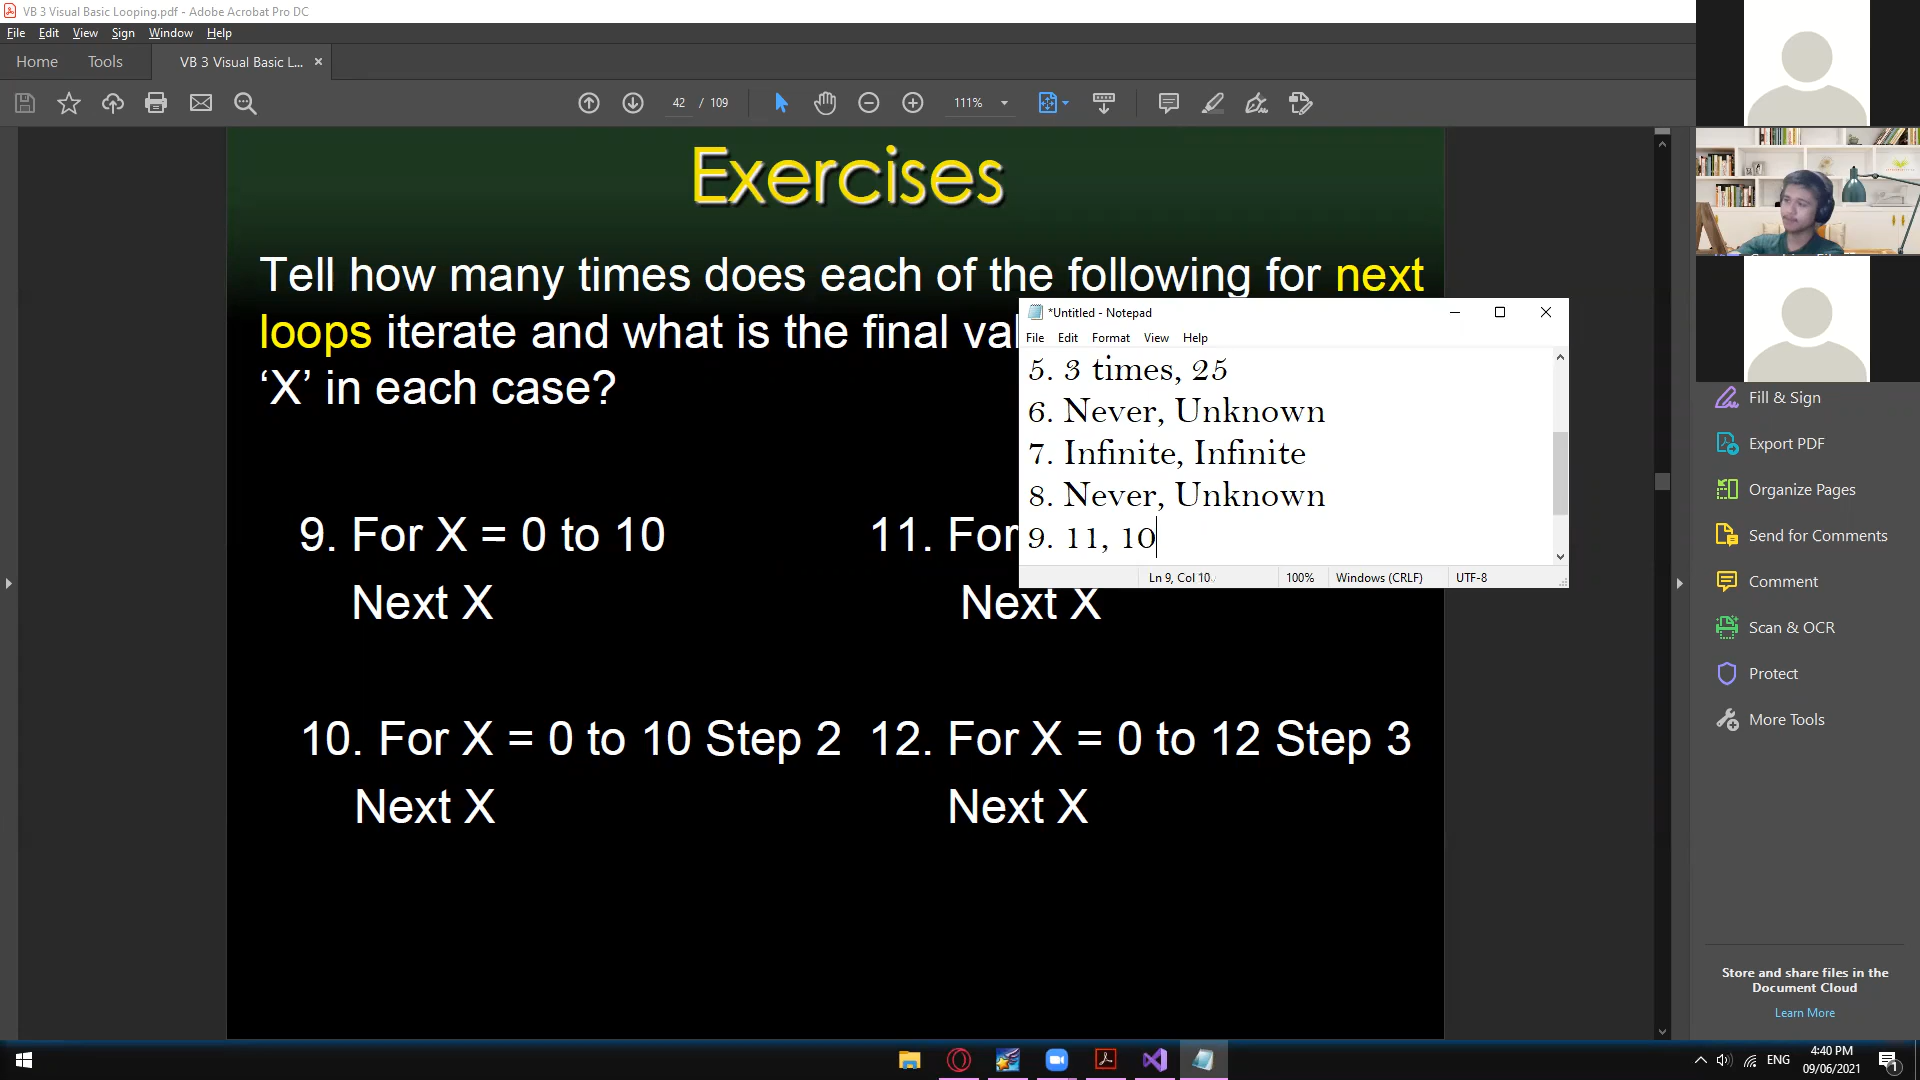 VB 3 Visual Basic Looping.pdf - Adobe Acrobat Pro DC
File Edit View Sign Window Help
Home Tools VB 3 Visual Basic L... ×
42 / 109 111%
Exercises
Tell how many times does each of the following for next
loops iterate and what is the final val
‘X’ in each case?
9. For X = 0 to 10
Next X
11. For
Next X
10. For X = 0 to 10 Step 2
Next X
12. For X = 0 to 12 Step 3
Next X
*Untitled - Notepad
File Edit Format View Help
5. 3 times, 25
6. Never, Unknown
7. Infinite, Infinite
8. Never, Unknown
9. 11, 10
Ln 9, Col 10 100% Windows (CRLF) UTF-8
Fill & Sign
Export PDF
Organize Pages
Send for Comments
Comment
Scan & OCR
Protect
More Tools
Store and share files in the
Document Cloud
Learn More
ENG
4:40 PM
09/06/2021
1